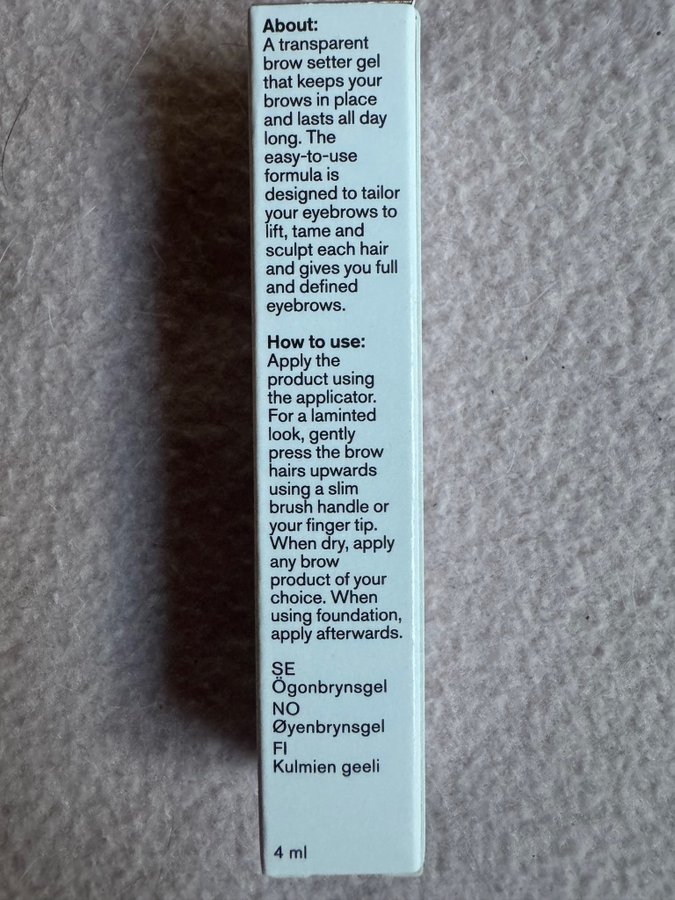 About:
A transparent
brow setter gel
that keeps your
brows in place
and lasts all day
long. The
easy-to-use
formula is
designed to tailor
your eyebrows to
lift, tame and
sculpt each hair
and gives you full
and defined
eyebrows.
How to use:
Apply the
product using
the applicator.
For a laminted
look, gently
press the brow
hairs upwards
using a slim
brush handle or
your finger tip.
When dry, apply
any brow
product of your
choice. When
using foundation,
apply afterwards.
SE
Ögonbrynsgel
NO
Øyenbrynsgel
FI
Kulmien geeli
4 ml